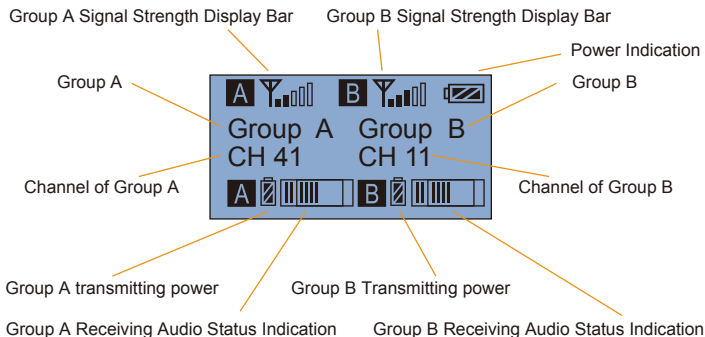 Group A Signal Strength Display Bar
Group B Signal Strength Display Bar
Power Indication
Group A
Group B
A
B
Group A
Group B
CH 41
CH 11
Channel of Group A
Channel of Group B
A
B
Group A transmitting power
Group B Transmitting power
Group A Receiving Audio Status Indication
Group B Receiving Audio Status Indication